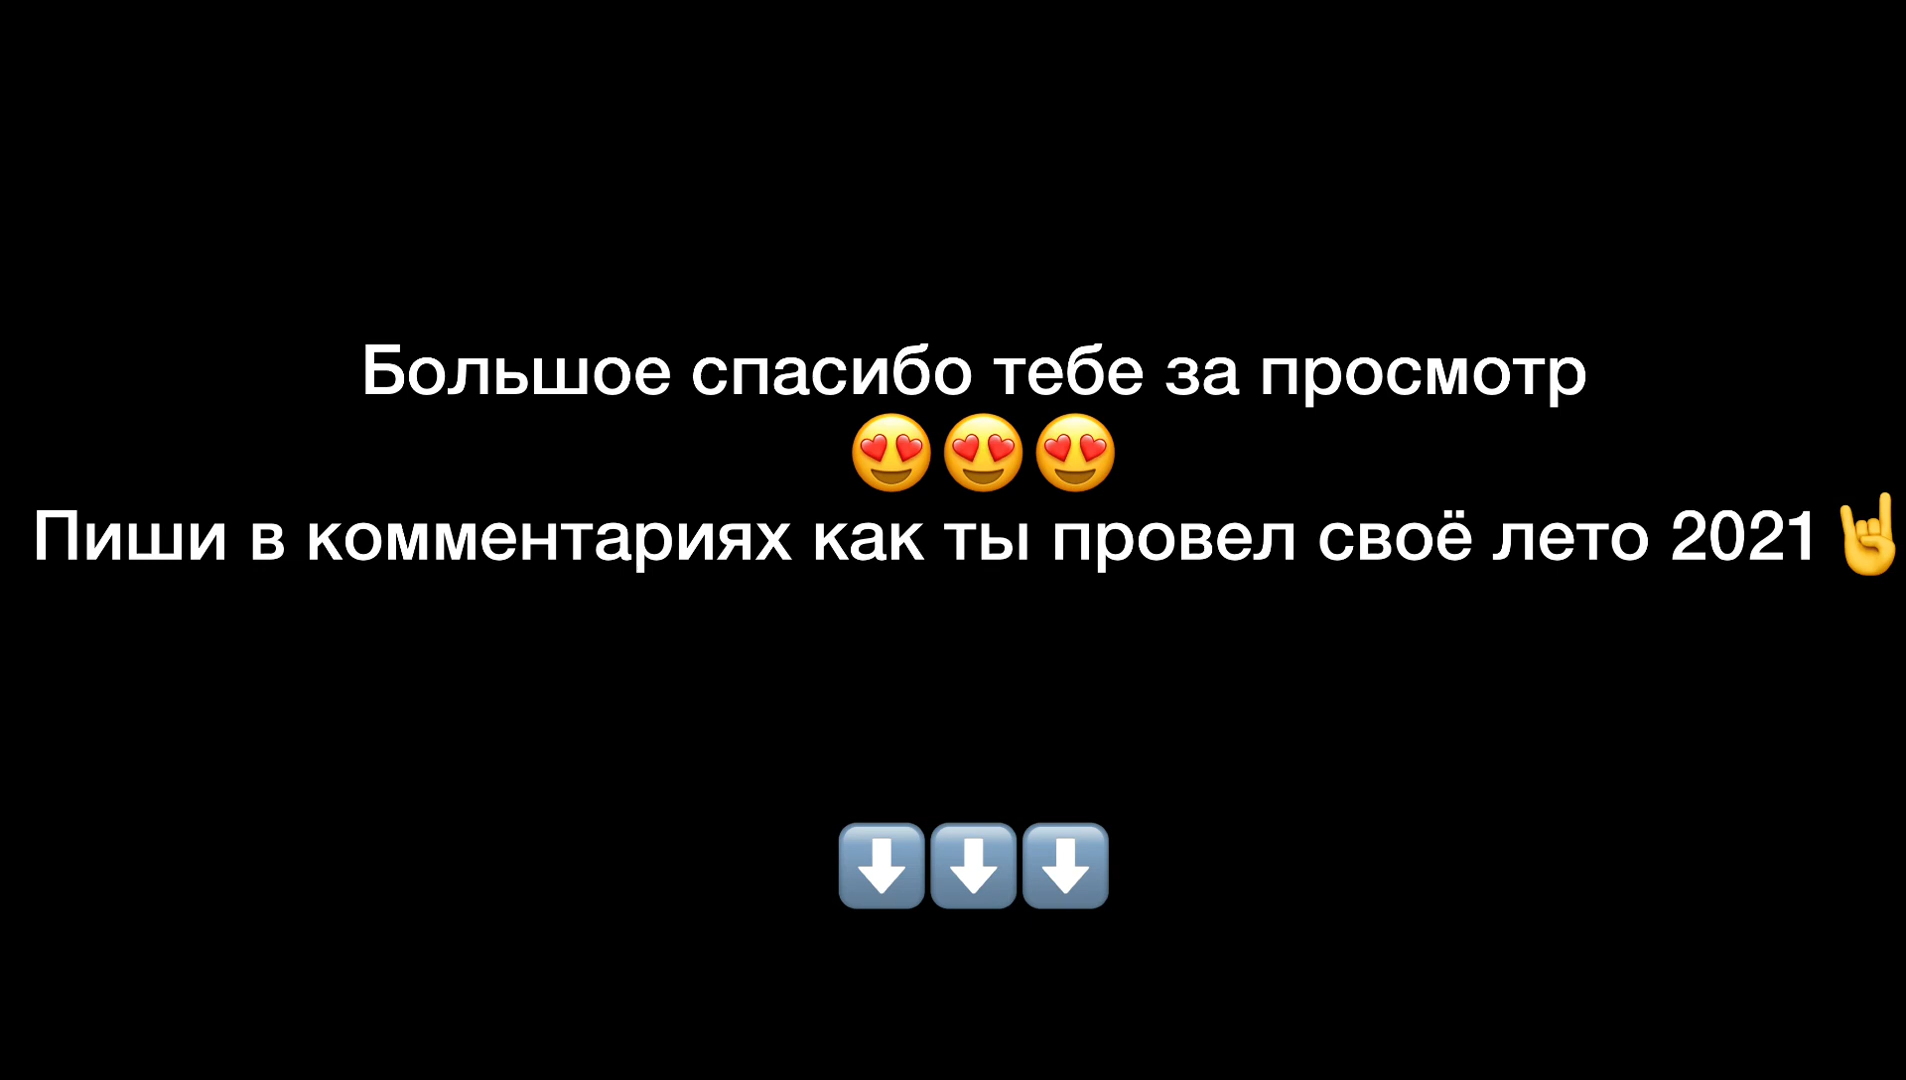 Большое спасибо тебе за просмотр
😍😍😍
Пиши в комментариях как ты провел своё лето 2021🤘
⬇️⬇️⬇️